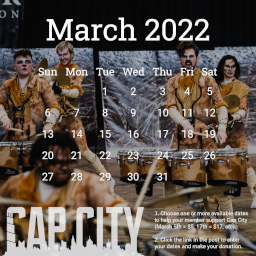 March 2022
Sun Mon Tue Wed Thu Fri Sat
1 2 3 4 5
6 7 8 9 10 11 12
13 14 15 16 17 18 19
20 21 22 23 24 25 26
27 28 29 30 31
CAP CITY
1. Choose one or more available dates
to help your member support Cap City
(March 5th = $5, 17th = $17, etc).
2. Click the link in the post to enter
your dates and make your donation.